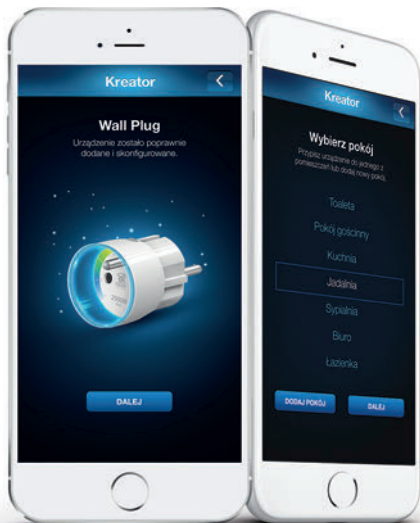 Kreator
Wall Plug
Urządzenie zostało poprawnie
dodane i skonfigurowane.
DALEJ
Kreator
Wybierz pokój
Przypisz urządzenie do jednego z
pomieszczeń lub dodaj nowy pokój.
Toaleta
Pokój gościnny
Kuchnia
Jadalnia
Sypialnia
Biuro
Łazienka
DODAJ POKÓJ
DALEJ